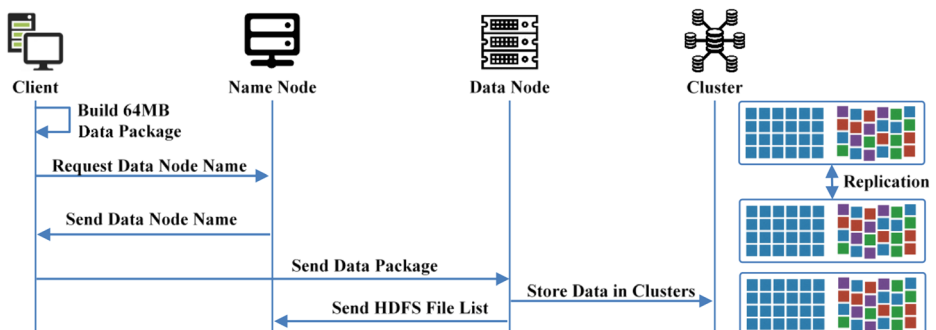 Client
Name Node
Data Node
Cluster
Build 64MB
Data Package
Request Data Node Name
Replication
Send Data Node Name
Send Data Package
Store Data in Clusters
Send HDFS File List